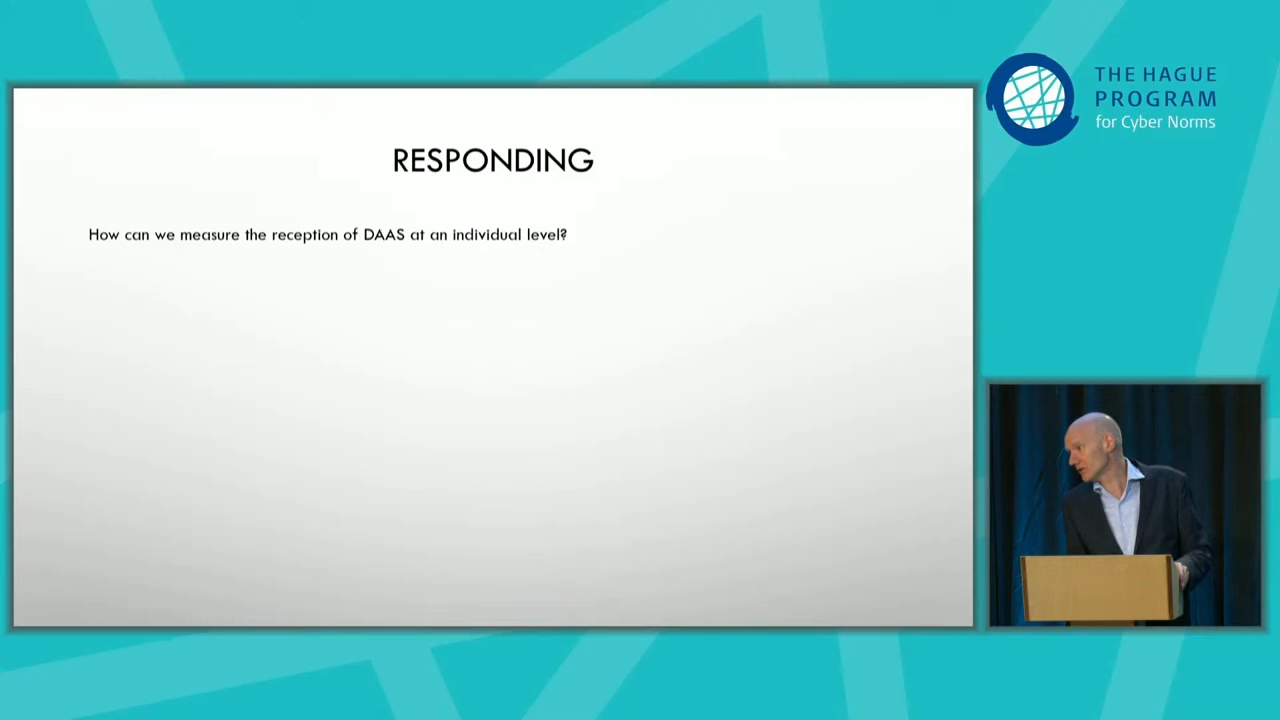 THE HAGUE
PROGRAM
for Cyber Norms
RESPONDING
How can we measure the reception of DAAS at an individual level?